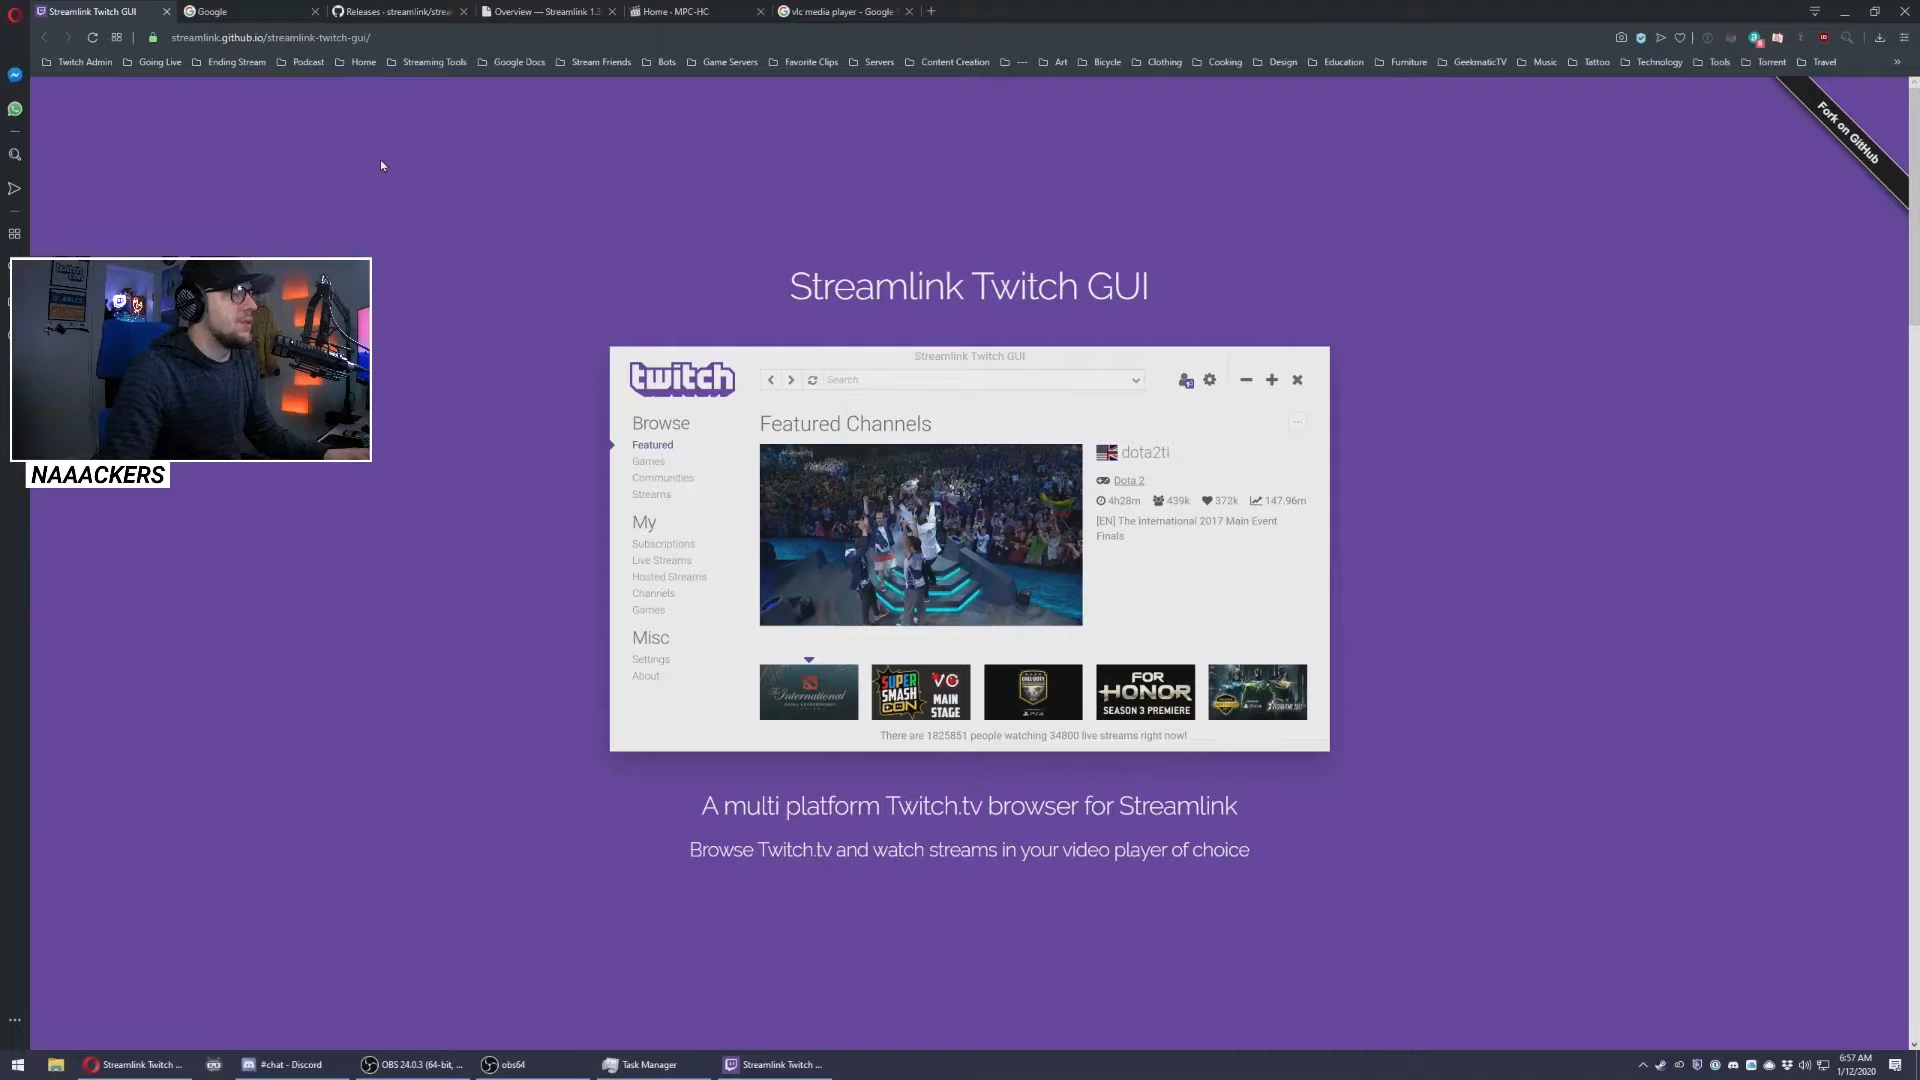 Streamlink Twitch GUI
Google
Releases · streamlink/strea
Overview — Streamlink 1.3
Home · MPC-HC
vlc media player - Google
streamlink.github.io/streamlink-twitch-gui/
Twitch Admin
Going Live
Ending Stream
Podcast
Home
Streaming Tools
Google Docs
Stream Friends
Bots
Game Servers
Favorite Clips
Servers
Content Creation
---
Art
Bicycle
Clothing
Cooking
Design
Education
Furniture
GeekmaticTV
Music
Tattoo
Technology
Tools
Torrent
Travel
Fork on GitHub
NAAACKERS
Streamlink Twitch GUI
Streamlink Twitch GUI
twitch
Search
Browse
Featured
Games
Communities
Streams
My
Subscriptions
Live Streams
Hosted Streams
Channels
Games
Misc
Settings
About
Featured Channels
dota2ti
Dota 2
4h28m 439k 372k 147.96m
[EN] The International 2017 Main Event
Finals
The International
SUPER SMASH CON
VG MAIN STAGE
FOR HONOR
SEASON 3 PREMIERE
There are 1825851 people watching 34800 live streams right now!
A multi platform Twitch.tv browser for Streamlink
Browse Twitch.tv and watch streams in your video player of choice
Streamlink Twitch ...
#chat - Discord
OBS 24.0.3 (64-bit, ...
obs64
Task Manager
Streamlink Twitch ...
6:57 AM
1/12/2020